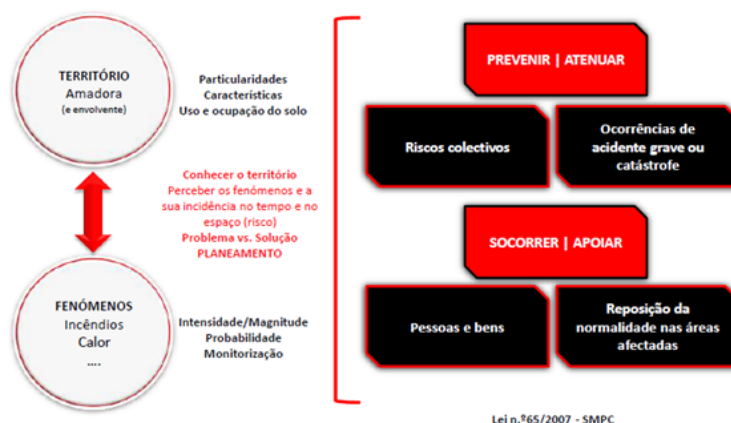 TERRITÓRIO
Amadora
(e envolvente)
Particularidades
Características
Uso e ocupação do solo
Conhecer o território
Perceber os fenómenos e a
sua incidência no tempo e no
espaço (risco)
Problema vs. Solução
PLANEAMENTO
FENÓMENOS
Incêndios
Calor
....
Intensidade/Magnitude
Probabilidade
Monitorização
PREVENIR | ATENUAR
Riscos colectivos
Ocorrências de
acidente grave ou
catástrofe
SOCORRER | APOIAR
Pessoas e bens
Reposição da
normalidade nas áreas
afectadas
Lei n.º65/2007 - SMPC